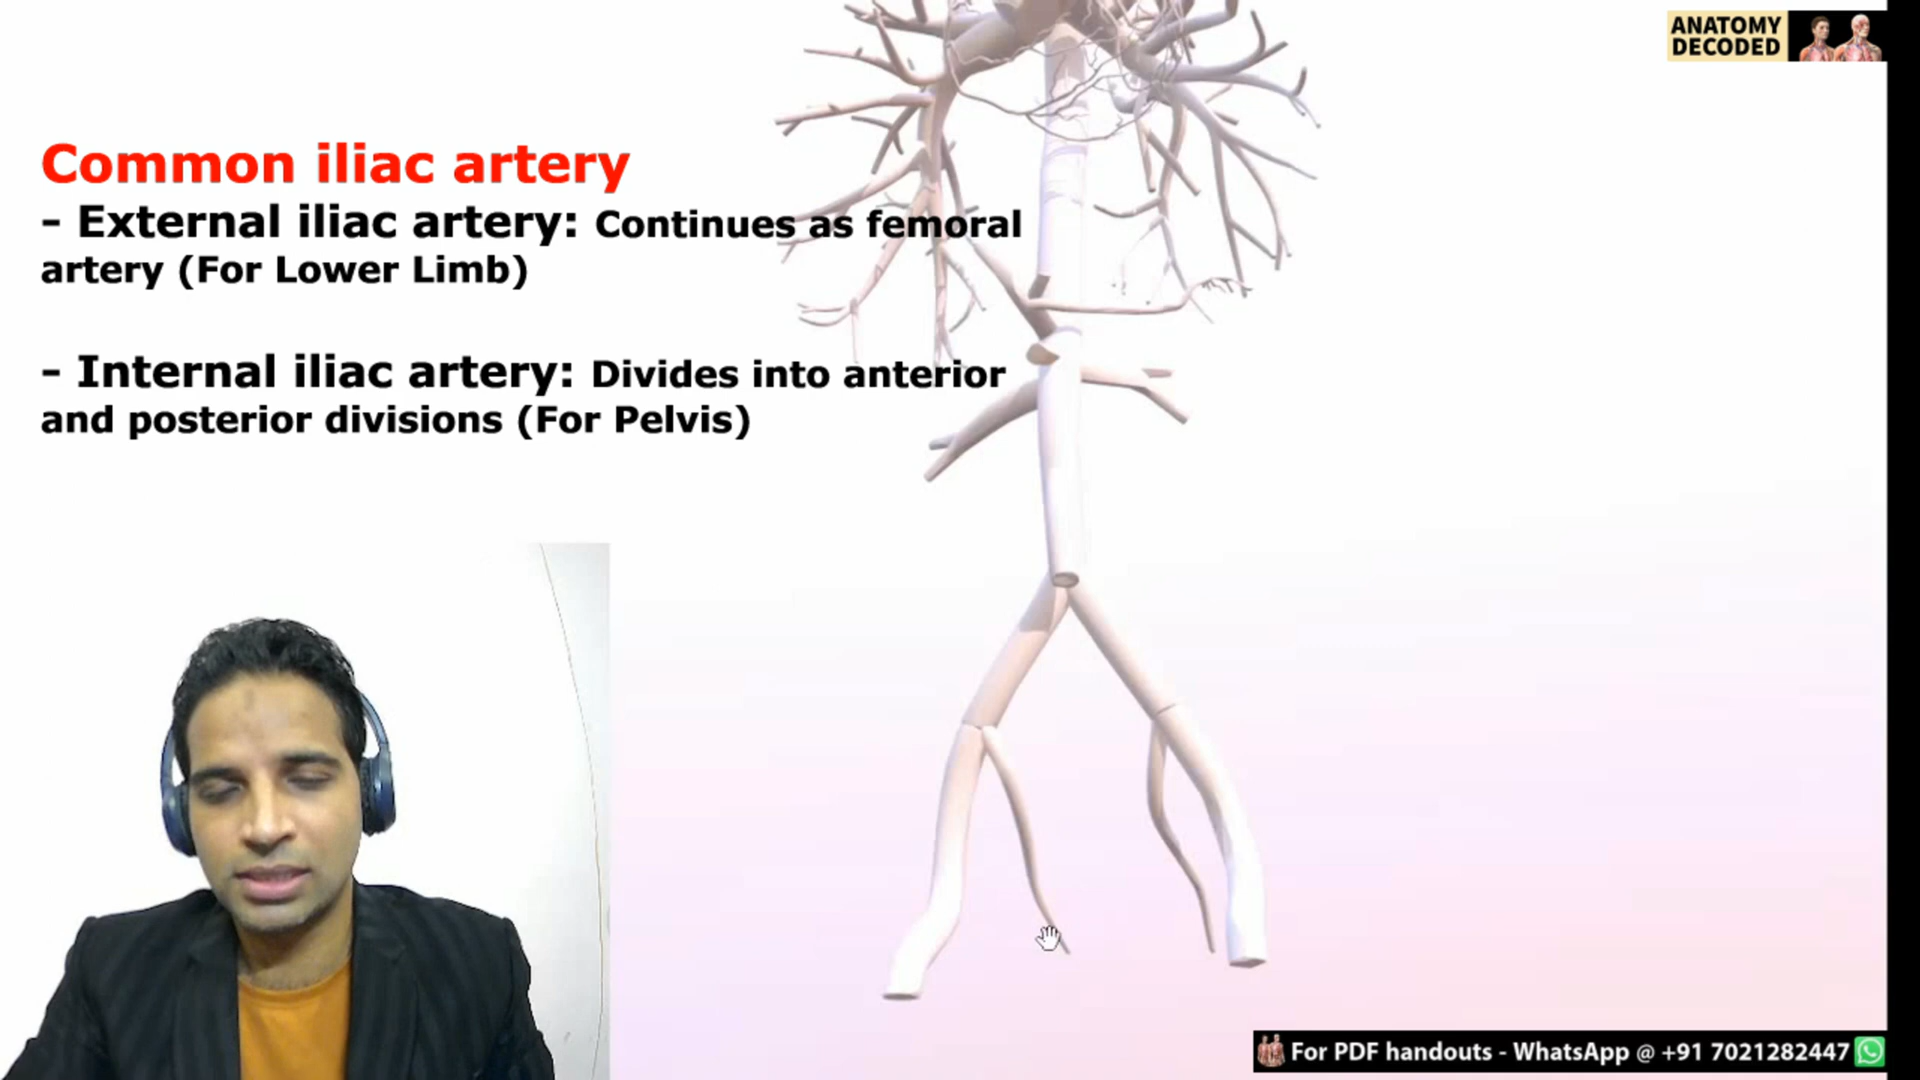 ANATOMY
DECODED
Common iliac artery
- External iliac artery: Continues as femoral
artery (For Lower Limb)
- Internal iliac artery: Divides into anterior
and posterior divisions (For Pelvis)
For PDF handouts - WhatsApp @ +91 7021282447